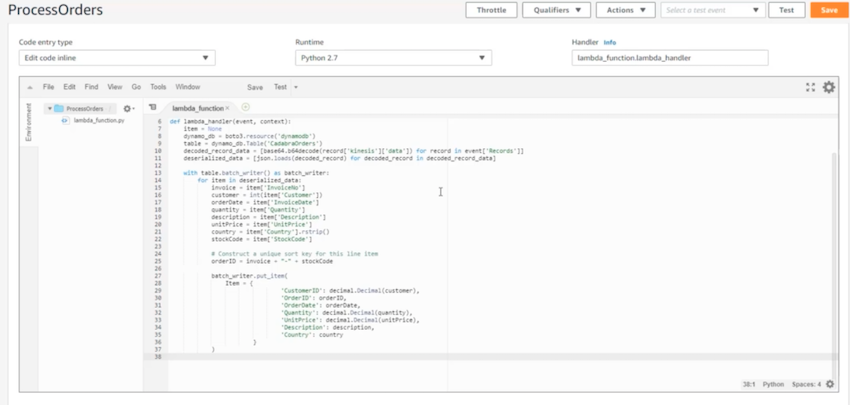 ProcessOrders
Throttle Qualifiers Actions Select a test event Test Save
Code entry type Runtime Handler Info
Edit code inline Python 2.7 lambda_function.lambda_handler
File Edit Find View Go Tools Window Save Test
Environment
ProcessOrders
lambda_function.py
lambda_function
6 def lambda_handler(event, context):
7 item = None
8 dynamo_db = boto3.resource('dynamodb')
9 table = dynamo_db.Table('CadabraOrders')
10 decoded_record_data = [base64.b64decode(record['kinesis']['data']) for record in event['Records']]
11 deserialized_data = [json.loads(decoded_record) for decoded_record in decoded_record_data]
12
13 with table.batch_writer() as batch_writer:
14 for item in deserialized_data:
15 invoice = item['InvoiceNo']
16 customer = int(item['Customer'])
17 orderDate = item['InvoiceDate']
18 quantity = item['Quantity']
19 description = item['Description']
20 unitPrice = item['UnitPrice']
21 country = item['Country'].rstrip()
22 stockCode = item['StockCode']
23
24 # Construct a unique sort key for this line item
25 orderID = invoice + "-" + stockCode
26
27 batch_writer.put_item(
28 Item = {
29 'CustomerID': decimal.Decimal(customer),
30 'OrderID': orderID,
31 'OrderDate': orderDate,
32 'Quantity': decimal.Decimal(quantity),
33 'UnitPrice': decimal.Decimal(unitPrice),
34 'Description': description,
35 'Country': country
36 }
37 )
38
38:1 Python Spaces: 4